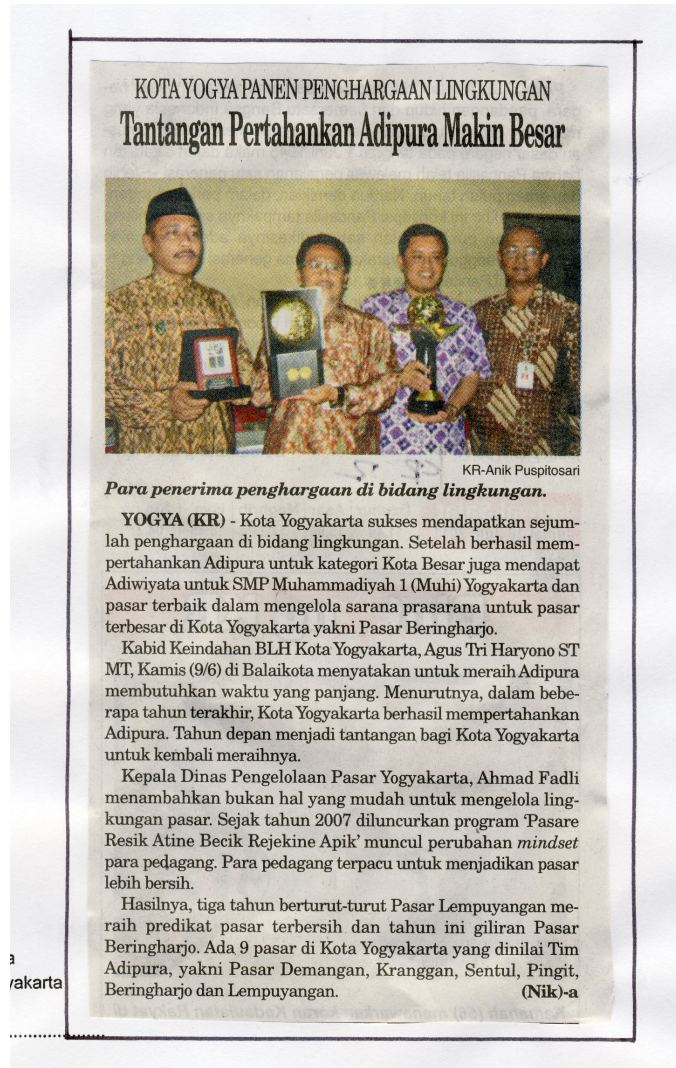 KOTA YOGYA PANEN PENGHARGAAN LINGKUNGAN
Tantangan Pertahankan Adipura Makin Besar
KR-Anik Puspitosari
Para penerima penghargaan di bidang lingkungan.
YOGYA (KR) - Kota Yogyakarta sukses mendapatkan sejum-
lah penghargaan di bidang lingkungan. Setelah berhasil mem-
pertahankan Adipura untuk kategori Kota Besar juga mendapat
Adiwiyata untuk SMP Muhammadiyah 1 (Muhi) Yogyakarta dan
pasar terbaik dalam mengelola sarana prasarana untuk pasar
terbesar di Kota Yogyakarta yakni Pasar Beringharjo.
Kabid Keindahan BLH Kota Yogyakarta, Agus Tri Haryono ST
MT, Kamis (9/6) di Balaikota menyatakan untuk meraih Adipura
membutuhkan waktu yang panjang. Menurutnya, dalam bebe-
rapa tahun terakhir, Kota Yogyakarta berhasil mempertahankan
Adipura. Tahun depan menjadi tantangan bagi Kota Yogyakarta
untuk kembali meraihnya.
Kepala Dinas Pengelolaan Pasar Yogyakarta, Ahmad Fadli
menambahkan bukan hal yang mudah untuk mengelola ling-
kungan pasar. Sejak tahun 2007 diluncurkan program ‘Pasare
Resik Atine Becik Rejekine Apik’ muncul perubahan mindset
para pedagang. Para pedagang terpacu untuk menjadikan pasar
lebih bersih.
Hasilnya, tiga tahun berturut-turut Pasar Lempuyangan me-
raih predikat pasar terbersih dan tahun ini giliran Pasar
Beringharjo. Ada 9 pasar di Kota Yogyakarta yang dinilai Tim
Adipura, yakni Pasar Demangan, Kranggan, Sentul, Pingit,
Beringharjo dan Lempuyangan. (Nik)-a
a
yakarta